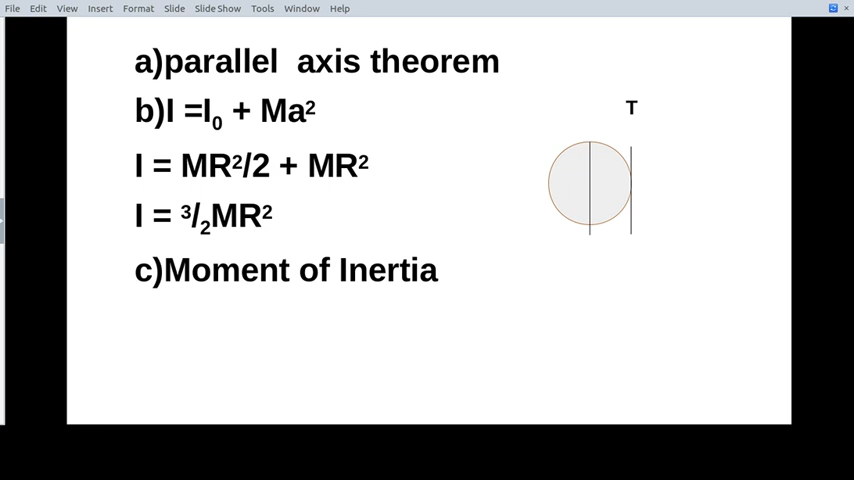 File Edit View Insert Format Slide Slide Show Tools Window Help
a)parallel axis theorem
b)I =I₀ + Ma²
T
I = MR²/2 + MR²
I = ³/₂MR²
c)Moment of Inertia